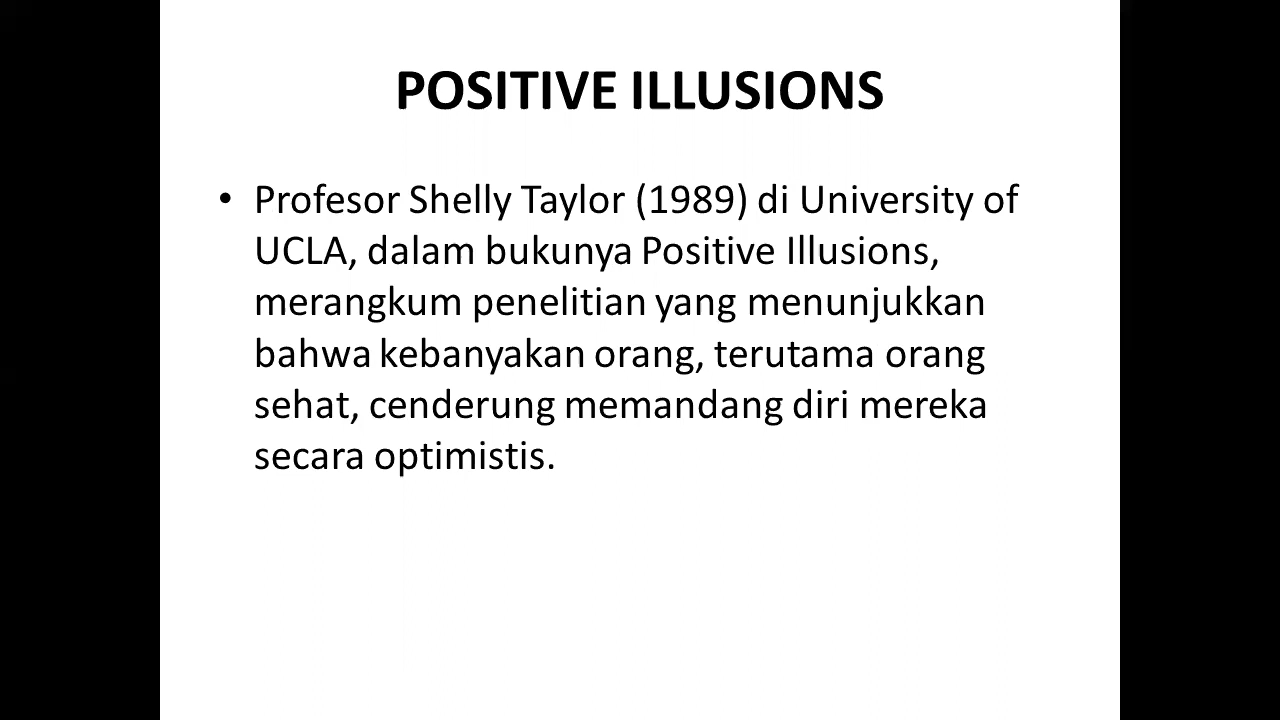 POSITIVE ILLUSIONS
• Profesor Shelly Taylor (1989) di University of
UCLA, dalam bukunya Positive Illusions,
merangkum penelitian yang menunjukkan
bahwa kebanyakan orang, terutama orang
sehat, cenderung memandang diri mereka
secara optimistis.